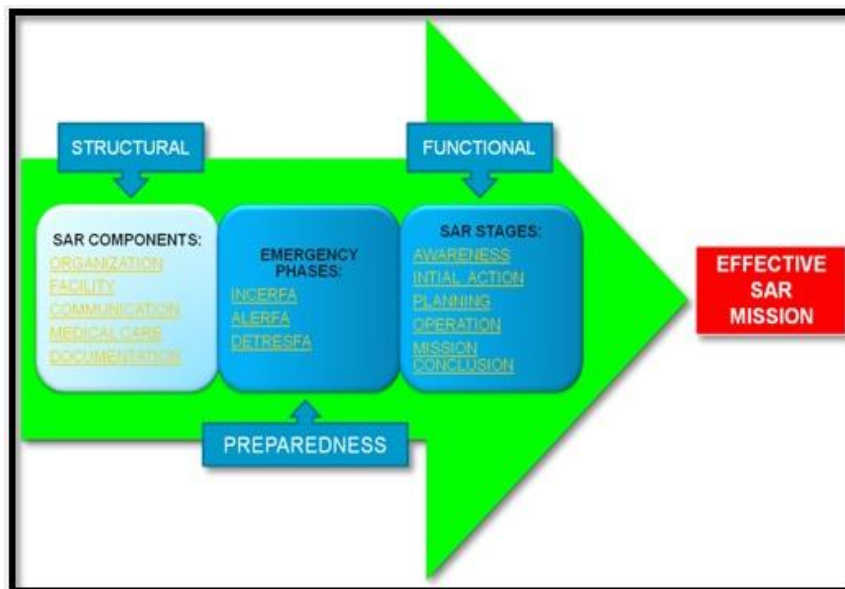 STRUCTURAL
FUNCTIONAL
SAR COMPONENTS:
ORGANIZATION
FACILITY
COMMUNICATION
MEDICAL CARE
DOCUMENTATION
EMERGENCY
PHASES:
INCERFA
ALERFA
DETRESFA
SAR STAGES:
AWARENESS
INTIAL ACTION
PLANNING
OPERATION
MISSION
CONCLUSION
EFFECTIVE
SAR
MISSION
PREPAREDNESS